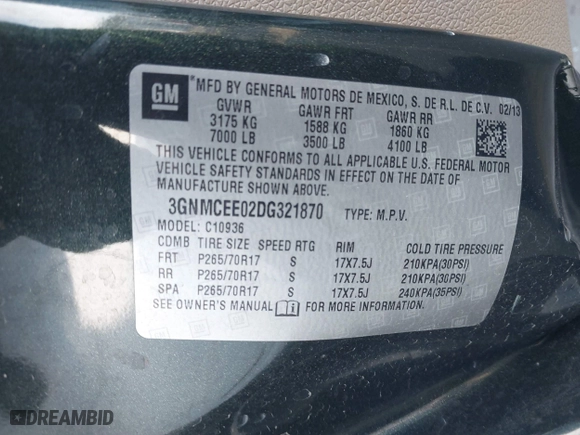 GM
*MFD BY GENERAL MOTORS DE MEXICO, S. DE R.L. DE C.V. 02/13
GVWR GAWR FRT GAWR RR
3175 KG 1588 KG 1860 KG
7000 LB 3500 LB 4100 LB
THIS VEHICLE CONFORMS TO ALL APPLICABLE U.S. FEDERAL MOTOR
VEHICLE SAFETY STANDARDS IN EFFECT ON THE DATE OF
MANUFACTURE SHOWN ABOVE.
3GNMCEE02DG321870 TYPE: M.P.V.
MODEL: C10936
COMB TIRE SIZE SPEED RTG RIM COLD TIRE PRESSURE
FRT P265/70R17 S 17X7.5J 210KPA(30PSI)
RR P265/70R17 S 17X7.5J 210KPA(30PSI)
SPA P265/70R17 S 17X7.5J 240KPA(35PSI)
SEE OWNER'S MANUAL FOR MORE INFORMATION.
DREAMBID